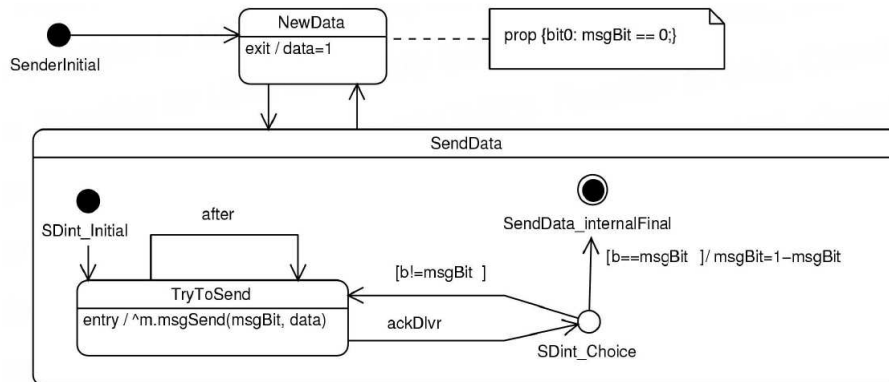 NewData
exit / data=1
prop {bit0: msgBit == 0;}
SenderInitial
SendData
after
SDint_Initial
SendData_internalFinal
[b==msgBit ]/ msgBit=1−msgBit
[b!=msgBit ]
TryToSend
entry / ^m.msgSend(msgBit, data)
ackDlvr
SDint_Choice